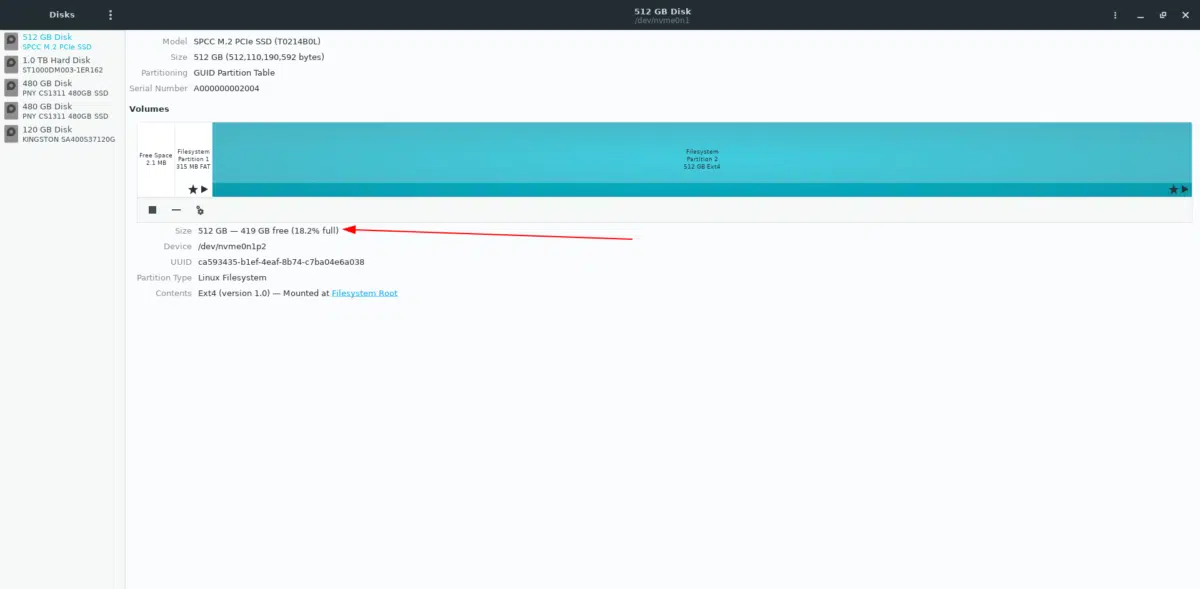 Disks
512 GB Disk
/dev/nvme0n1
512 GB Disk
SPCC M.2 PCIe SSD
1.0 TB Hard Disk
ST1000DM003-1ER162
480 GB Disk
PNY CS1311 480GB SSD
480 GB Disk
PNY CS1311 480GB SSD
120 GB Disk
KINGSTON SA400S37120G
Model SPCC M.2 PCIe SSD (T0214B0L)
Size 512 GB (512,110,190,592 bytes)
Partitioning GUID Partition Table
Serial Number A000000002004
Volumes
Free Space
2.1 MB
Filesystem
Partition 1
315 MB FAT
Filesystem
Partition 2
512 GB Ext4
Size 512 GB — 419 GB free (18.2% full)
Device /dev/nvme0n1p2
UUID ca593435-b1ef-4eaf-8b74-c7ba04e6a038
Partition Type Linux Filesystem
Contents Ext4 (version 1.0) — Mounted at Filesystem Root